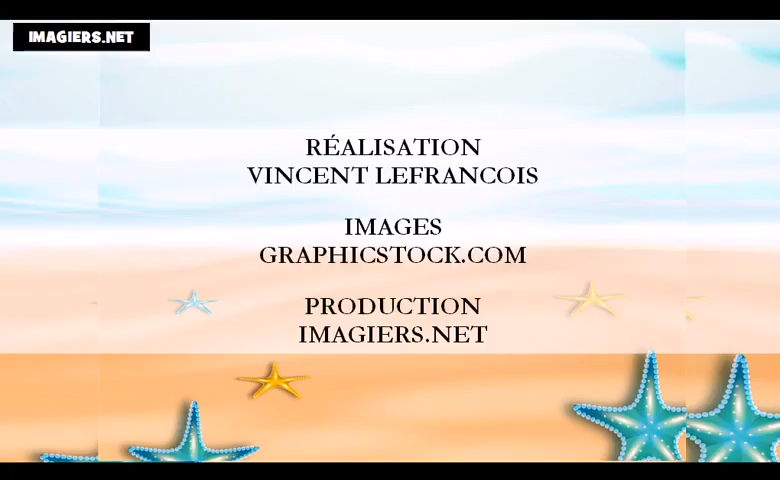 IMAGIERS.NET
RÉALISATION
VINCENT LEFRANCOIS
IMAGES
GRAPHICSTOCK.COM
PRODUCTION
IMAGIERS.NET